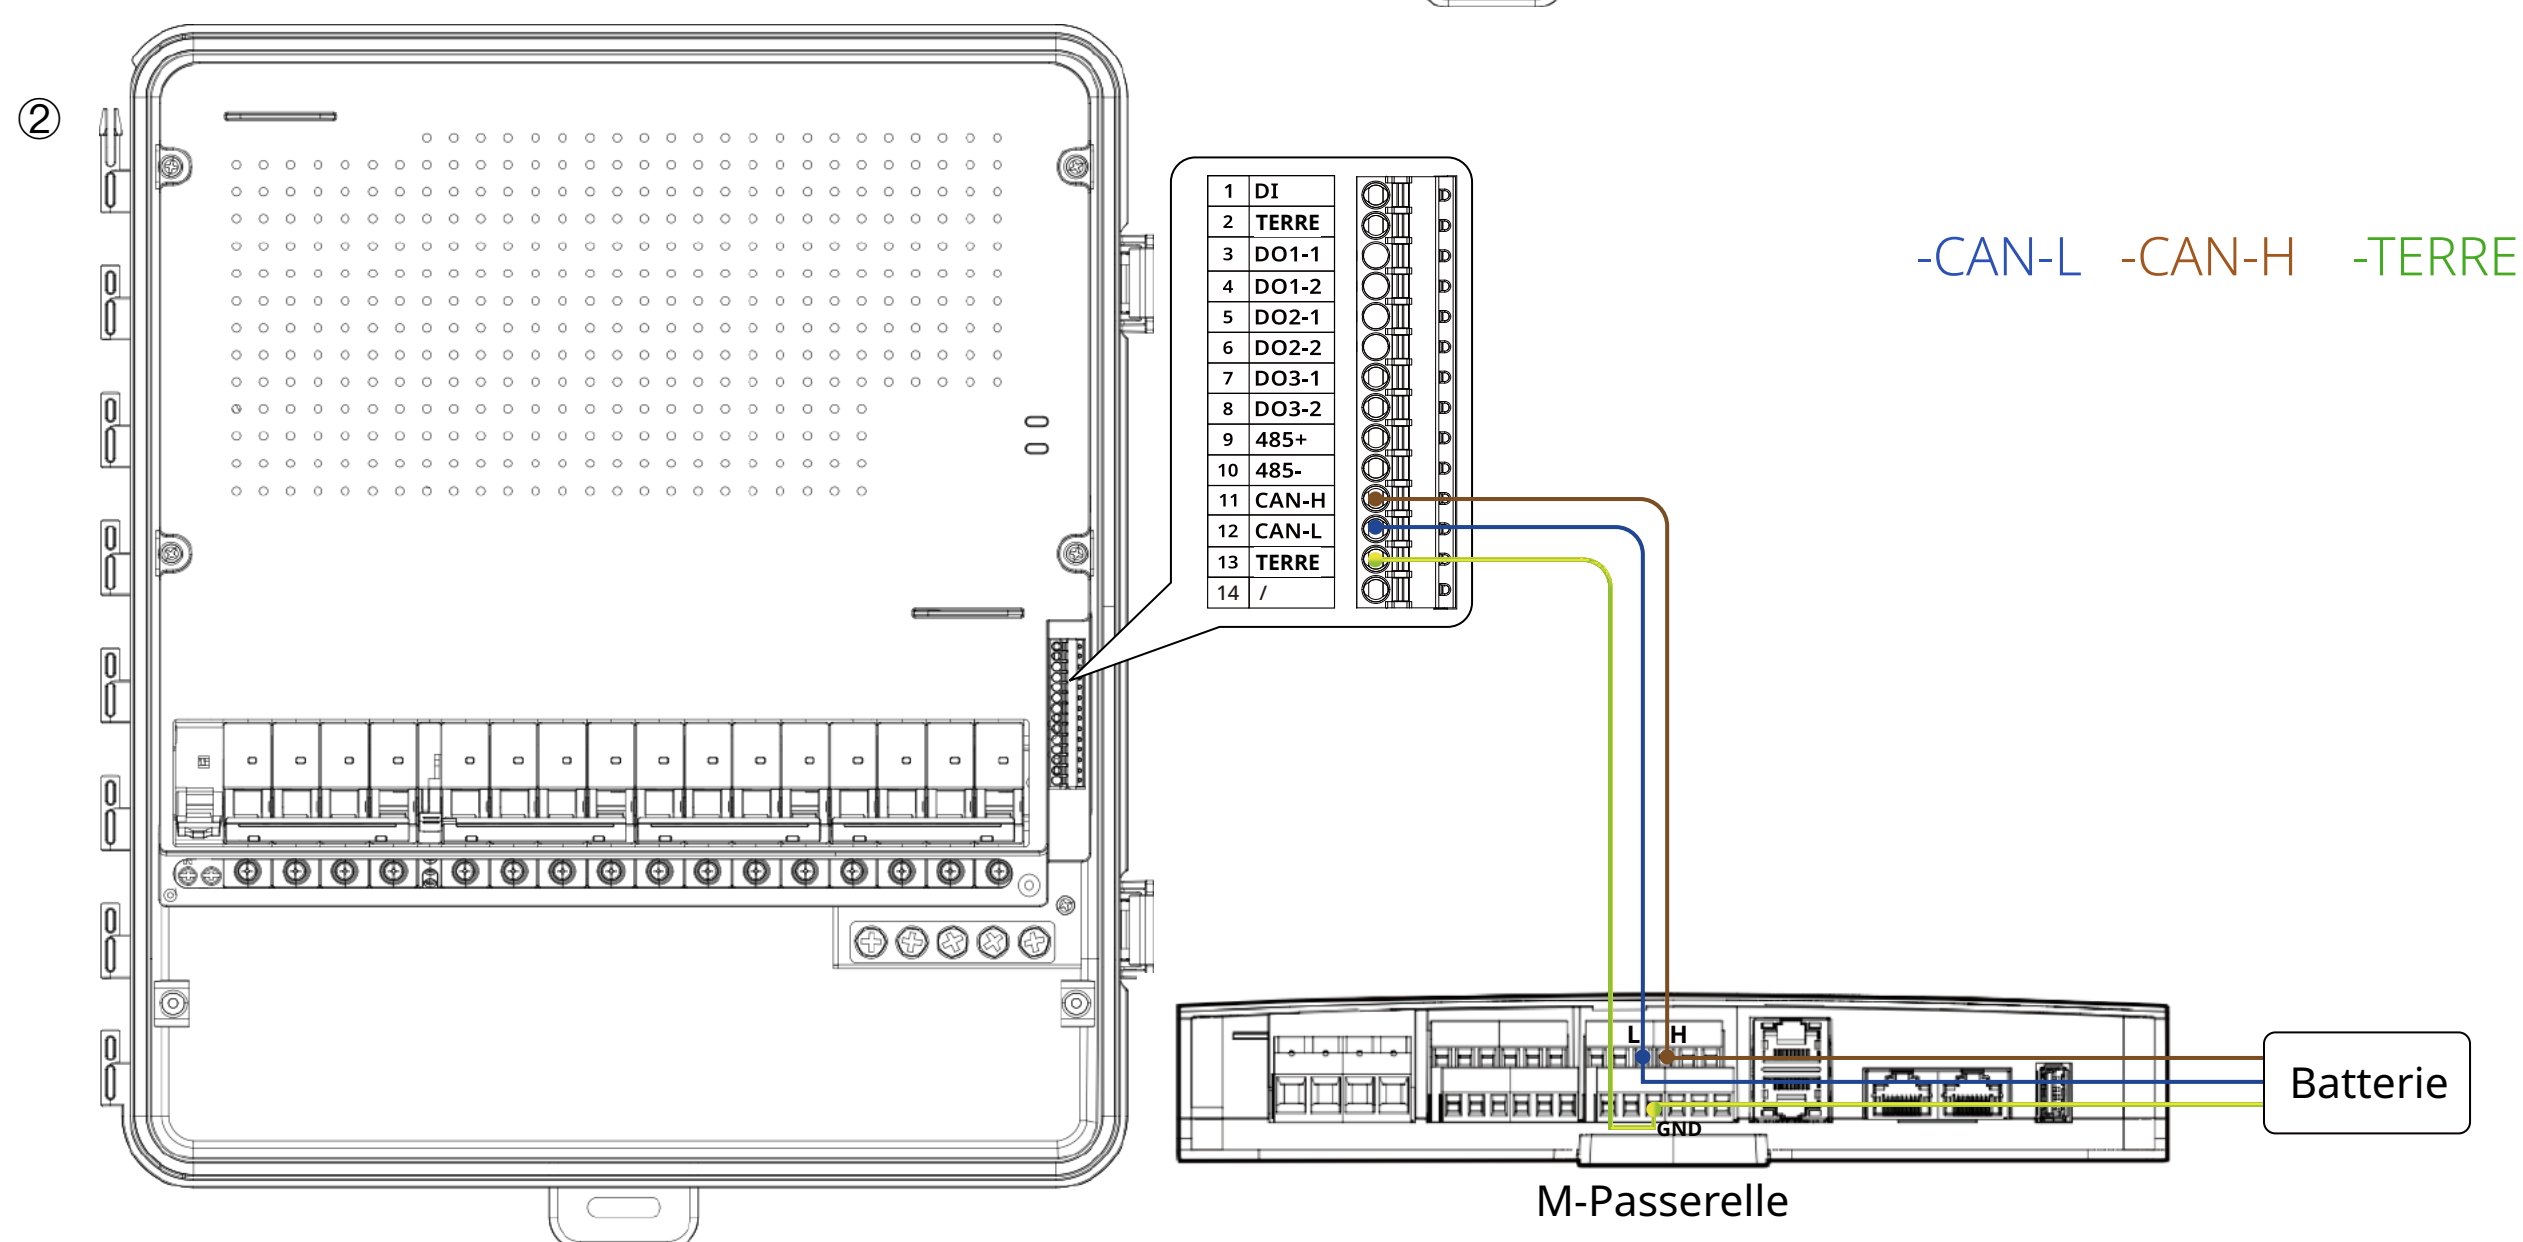 ②
1 DI
2 TERRE
3 DO1-1
4 DO1-2
5 DO2-1
6 DO2-2
7 DO3-1
8 DO3-2
9 485+
10 485-
11 CAN-H
12 CAN-L
13 TERRE
14 /
-CAN-L -CAN-H -TERRE
L H
GND
Batterie
M-Passerelle